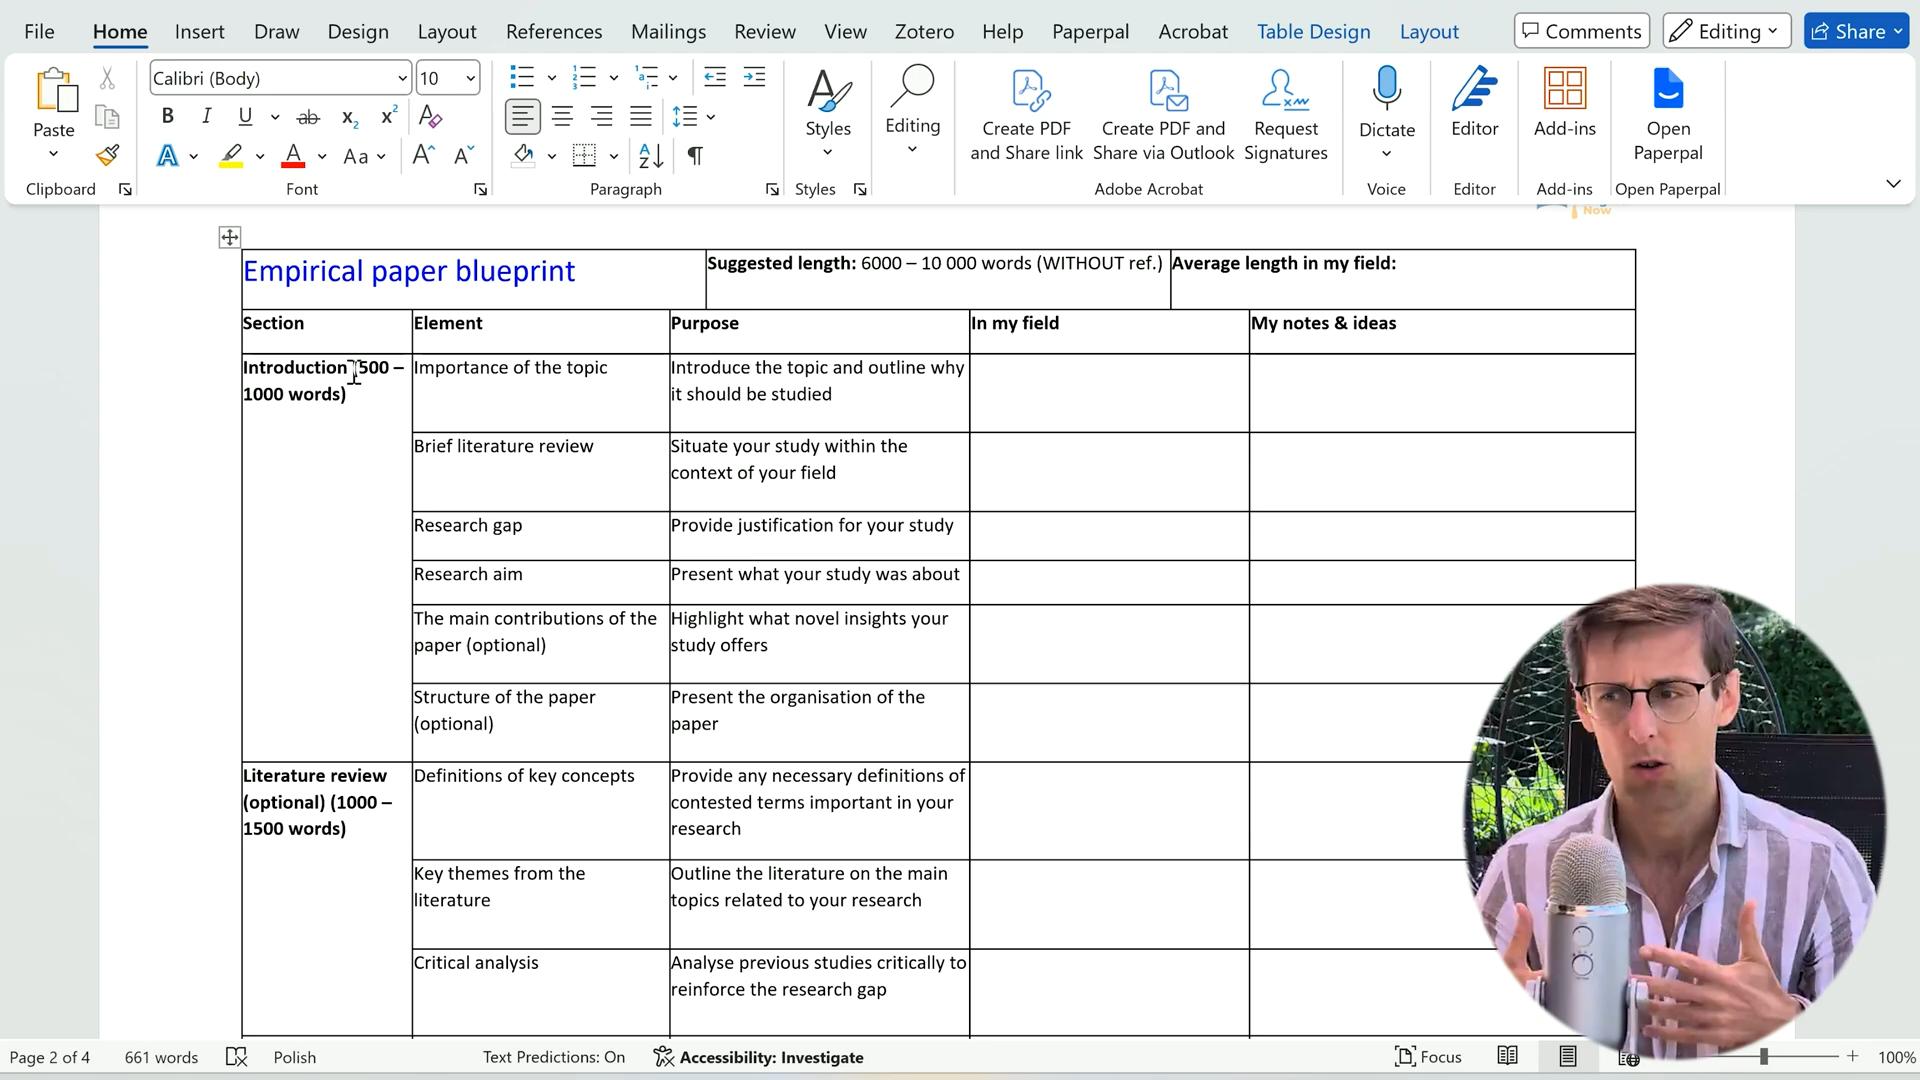 File Home Insert Draw Design Layout References Mailings Review View Zotero Help Paperpal Acrobat Table Design Layout Comments Editing Share
Paste
Clipboard
Calibri (Body) 10
B I U ab x2 x2
A A Aa A A
Font
A Z ¶
Paragraph
Styles
Styles
Editing
Create PDF
and Share link
Create PDF and
Share via Outlook
Request
Signatures
Adobe Acrobat
Dictate
Voice
Editor
Editor
Add-ins
Add-ins
Open
Paperpal
Open Paperpal
Now
Empirical paper blueprint
Suggested length: 6000 – 10 000 words (WITHOUT ref.)
Average length in my field:
Section Element Purpose In my field My notes & ideas
Introduction (500 –
1000 words)
Importance of the topic
Introduce the topic and outline why
it should be studied
Brief literature review
Situate your study within the
context of your field
Research gap
Provide justification for your study
Research aim
Present what your study was about
The main contributions of the
paper (optional)
Highlight what novel insights your
study offers
Structure of the paper
(optional)
Present the organisation of the
paper
Literature review
(optional) (1000 –
1500 words)
Definitions of key concepts
Provide any necessary definitions of
contested terms important in your
research
Key themes from the
literature
Outline the literature on the main
topics related to your research
Critical analysis
Analyse previous studies critically to
reinforce the research gap
Page 2 of 4 661 words Polish Text Predictions: On Accessibility: Investigate Focus 100%